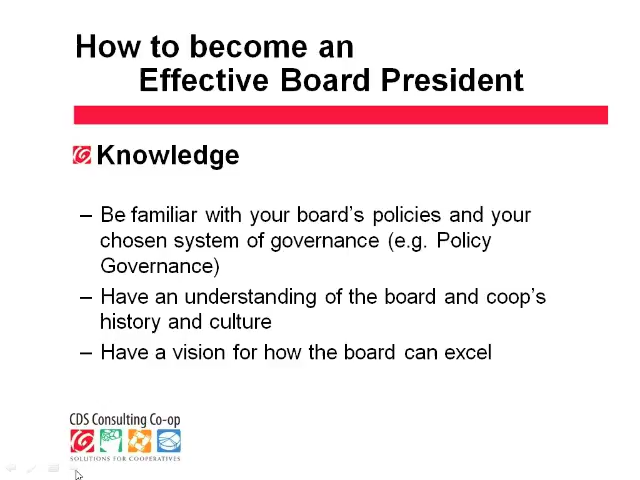 How to become an
Effective Board President
Knowledge
– Be familiar with your board's policies and your
chosen system of governance (e.g. Policy
Governance)
– Have an understanding of the board and coop's
history and culture
– Have a vision for how the board can excel
CDS Consulting Co-op
SOLUTIONS FOR COOPERATIVES